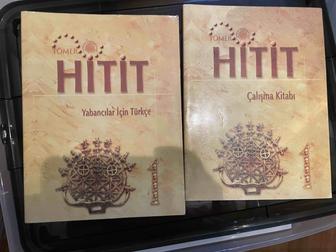 TÖMER
HİTİT
Yabancılar İçin Türkçe
TÖMER
HİTİT
Çalışma Kitabı